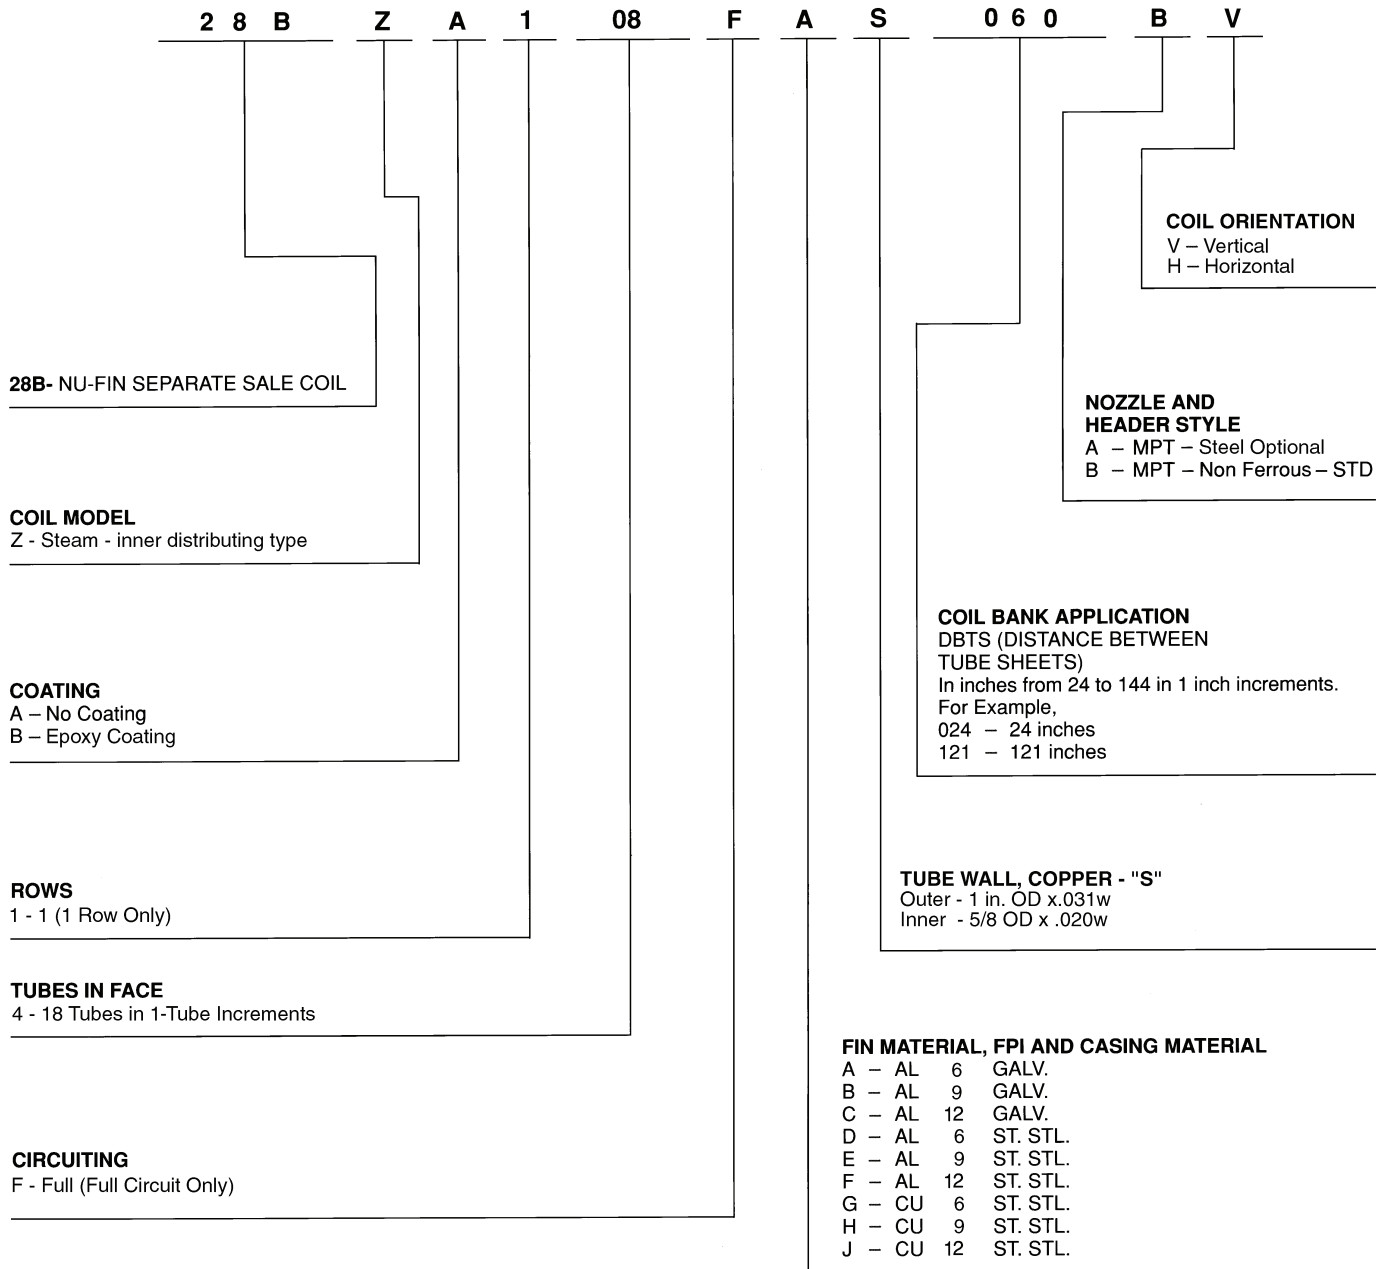 2 8 B Z A 1 08 F A S 0 6 0 B V
COIL ORIENTATION
V – Vertical
H – Horizontal
28B- NU-FIN SEPARATE SALE COIL
NOZZLE AND
HEADER STYLE
A – MPT – Steel Optional
B – MPT – Non Ferrous – STD
COIL MODEL
Z - Steam - inner distributing type
COIL BANK APPLICATION
DBTS (DISTANCE BETWEEN
TUBE SHEETS)
In inches from 24 to 144 in 1 inch increments.
For Example,
024 – 24 inches
121 – 121 inches
COATING
A – No Coating
B – Epoxy Coating
ROWS
1 - 1 (1 Row Only)
TUBE WALL, COPPER - "S"
Outer - 1 in. OD x.031w
Inner - 5/8 OD x .020w
TUBES IN FACE
4 - 18 Tubes in 1-Tube Increments
FIN MATERIAL, FPI AND CASING MATERIAL
A – AL 6 GALV.
B – AL 9 GALV.
C – AL 12 GALV.
D – AL 6 ST. STL.
E – AL 9 ST. STL.
F – AL 12 ST. STL.
G – CU 6 ST. STL.
H – CU 9 ST. STL.
J – CU 12 ST. STL.
CIRCUITING
F - Full (Full Circuit Only)